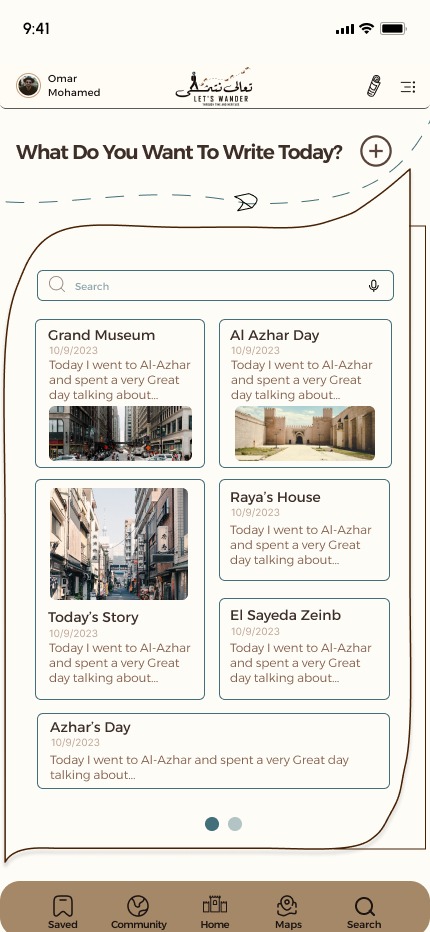 9:41
Omar
Mohamed
تعالى نتمشى
LET'S WANDER
THROUGH TIME AND HERITAGE
What Do You Want To Write Today?
Search
Grand Museum
10/9/2023
Today I went to Al-Azhar
and spent a very Great
day talking about...
Al Azhar Day
10/9/2023
Today I went to Al-Azhar
and spent a very Great
day talking about...
Today's Story
10/9/2023
Today I went to Al-Azhar
and spent a very Great
day talking about...
Raya's House
10/9/2023
Today I went to Al-Azhar
and spent a very Great
day talking about...
El Sayeda Zeinb
10/9/2023
Today I went to Al-Azhar
and spent a very Great
day talking about...
Azhar's Day
10/9/2023
Today I went to Al-Azhar and spent a very Great day
talking about...
Saved
Community
Home
Maps
Search